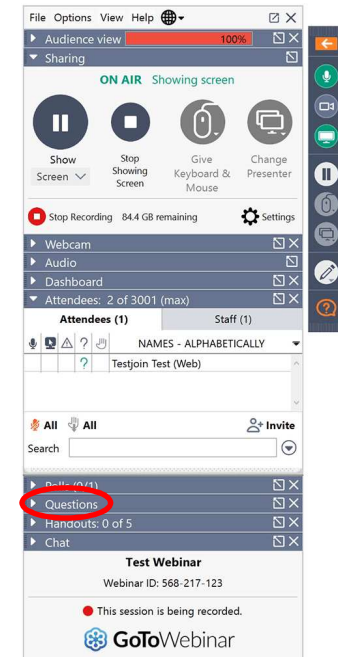 File Options View Help
Audience view 100%
Sharing
ON AIR Showing screen
Show
Screen
Stop
Showing
Screen
Give
Keyboard &
Mouse
Change
Presenter
Stop Recording 84.4 GB remaining Settings
Webcam
Audio
Dashboard
Attendees: 2 of 3001 (max)
Attendees (1) Staff (1)
? NAMES - ALPHABETICALLY
? Testjoin Test (Web)
All All Invite
Search
Polls (0/1)
Questions
Handouts: 0 of 5
Chat
Test Webinar
Webinar ID: 568-217-123
This session is being recorded.
GoToWebinar